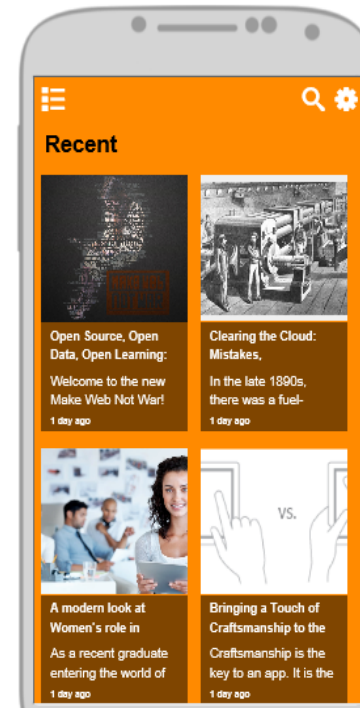 Recent
Open Source, Open
Data, Open Learning:
Welcome to the new
Make Web Not War!
1 day ago
Clearing the Cloud:
Mistakes,
In the late 1890s,
there was a fuel-
1 day ago
A modern look at
Women's role in
As a recent graduate
entering the world of
1 day ago
VS.
Bringing a Touch of
Craftsmanship to the
Craftsmanship is the
key to an app. It is the
1 day ago